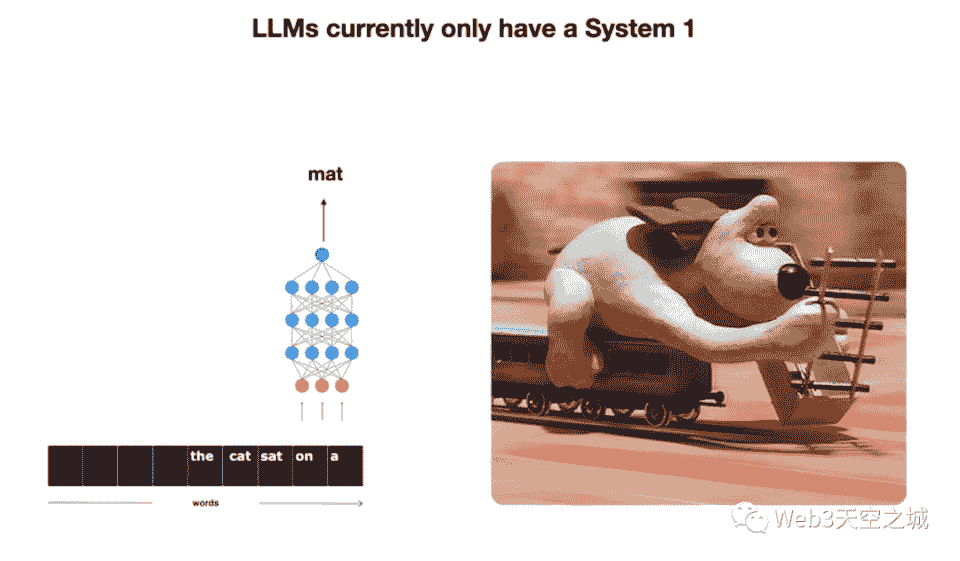 LLMs currently only have a System 1
mat
the cat sat on a
words
Web3天空之城